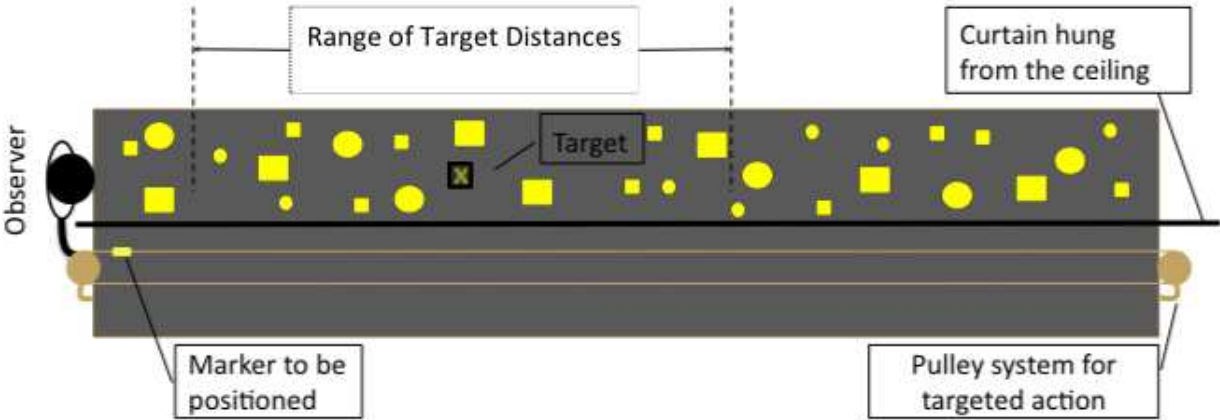 Range of Target Distances
Curtain hung
from the ceiling
Observer
Target
X
Marker to be
positioned
Pulley system for
targeted action